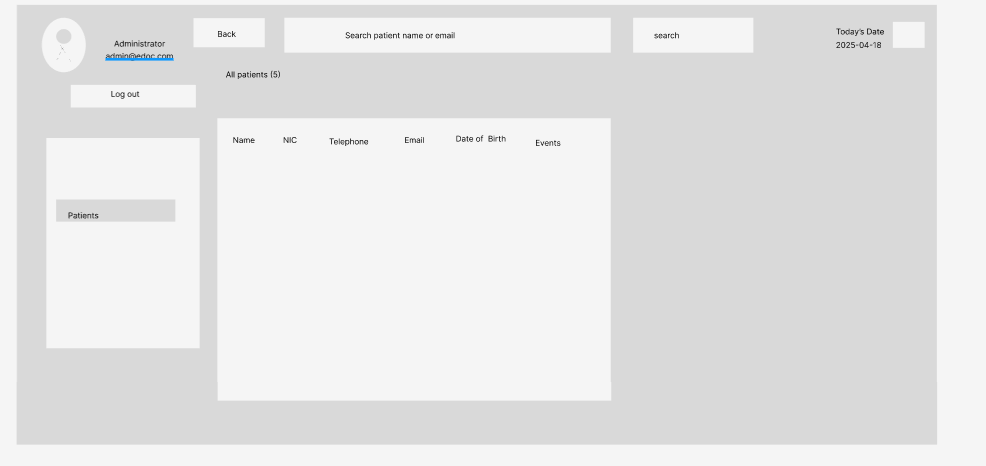 Administrator
admin@edoc.com
Log out
Patients
Back
Search patient name or email
search
Today's Date
2025-04-18
All patients (5)
Name NIC Telephone Email Date of Birth Events